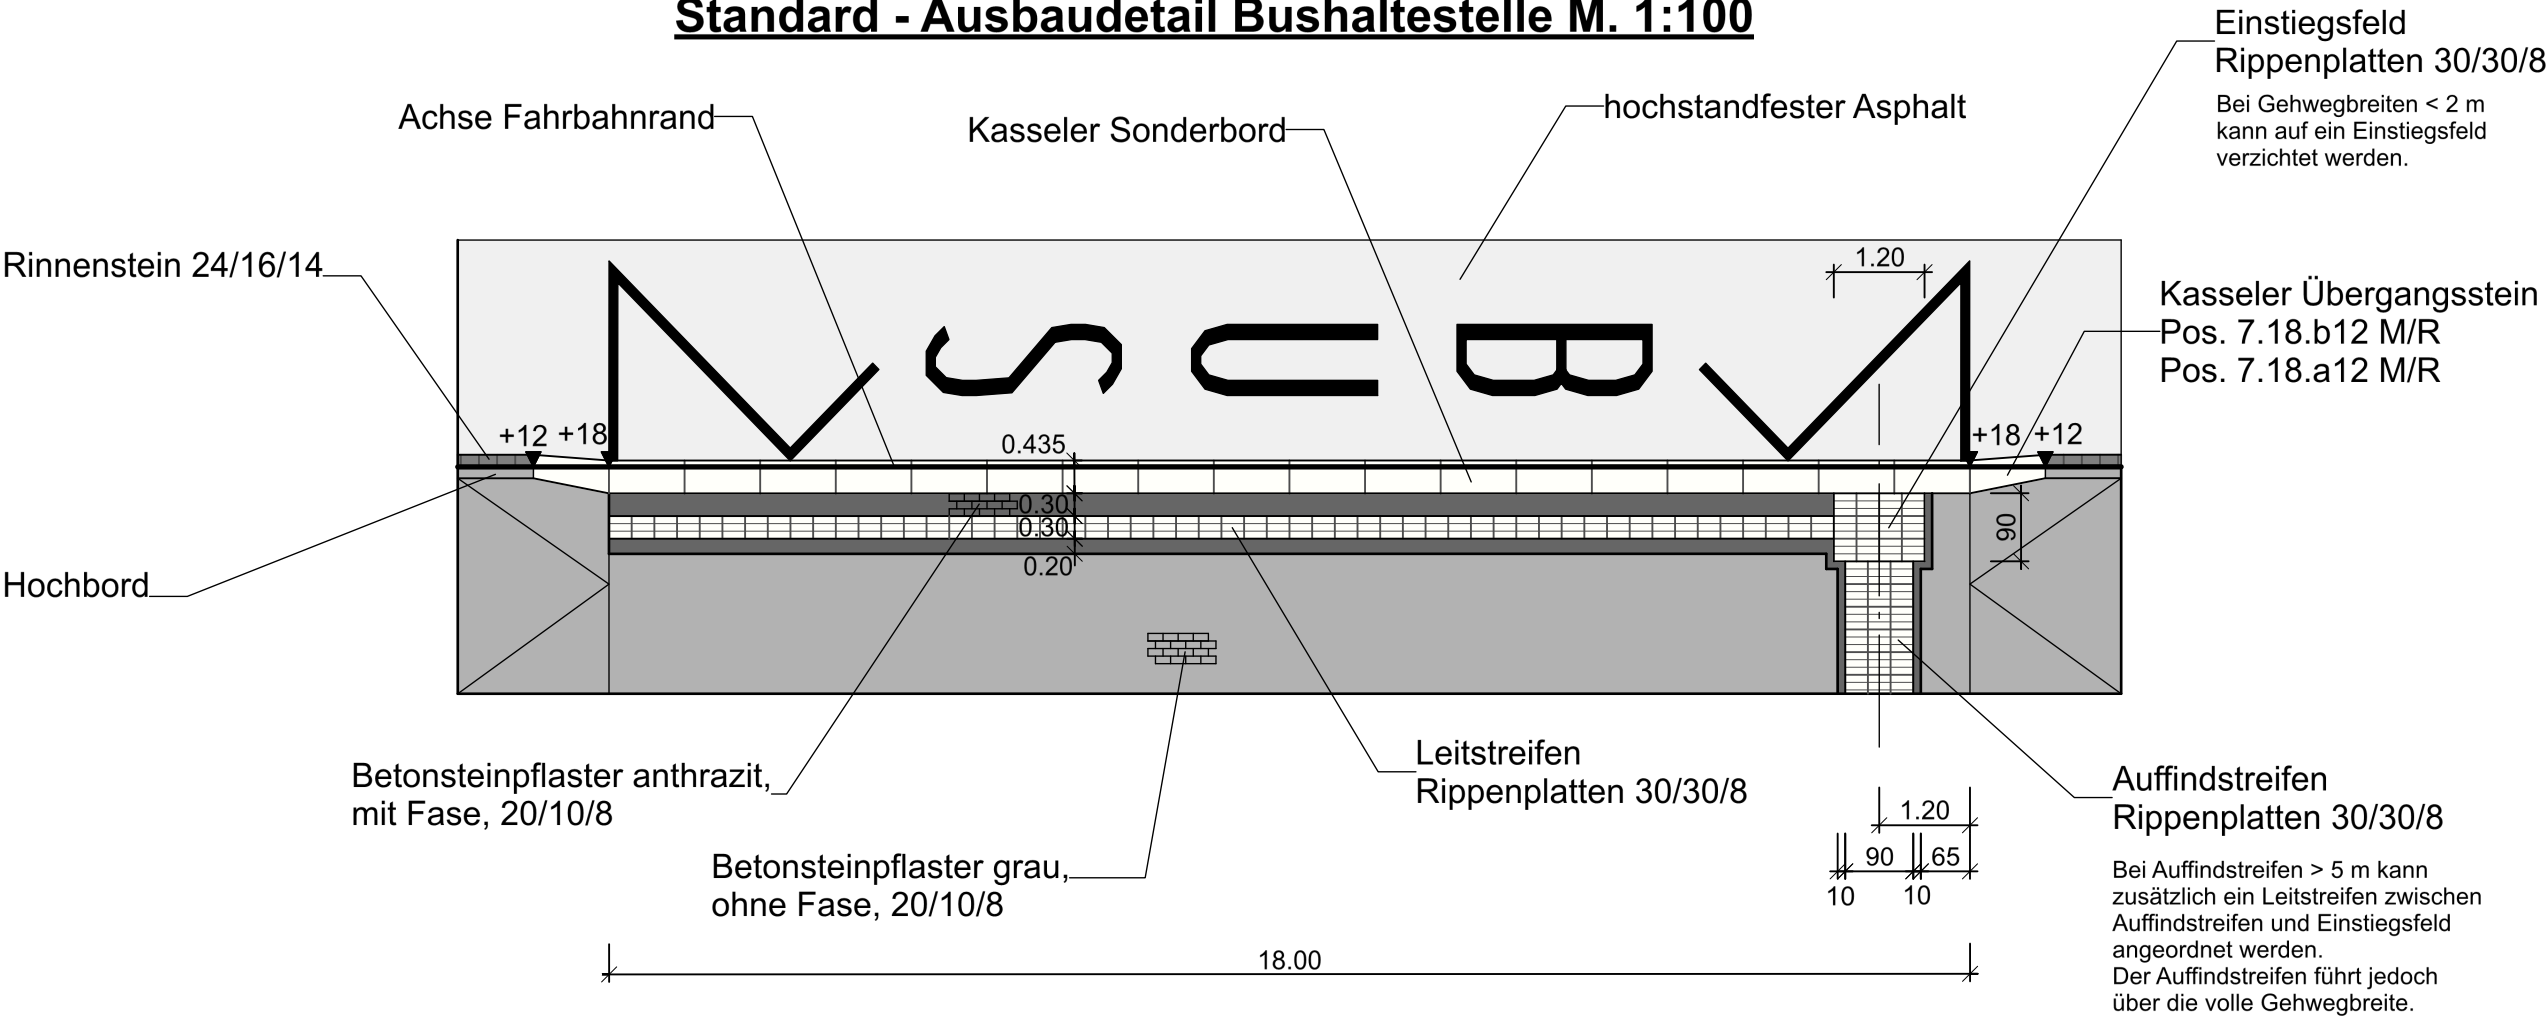 Standard - Ausbaudetail Bushaltestelle M. 1:100
Einstiegsfeld
Rippenplatten 30/30/8
Bei Gehwegbreiten < 2 m
kann auf ein Einstiegsfeld
verzichtet werden.
Achse Fahrbahnrand
Kasseler Sonderbord
hochstandfester Asphalt
Rinnenstein 24/16/14
1.20
Kasseler Übergangsstein
Pos. 7.18.b12 M/R
Pos. 7.18.a12 M/R
BUS
+12 +18
0.435
+18 +12
0.30
0.30
0.20
90
Hochbord
Betonsteinpflaster anthrazit,
mit Fase, 20/10/8
Leitstreifen
Rippenplatten 30/30/8
Auffindstreifen
Rippenplatten 30/30/8
Betonsteinpflaster grau,
ohne Fase, 20/10/8
1.20
90 65
10 10
Bei Auffindstreifen > 5 m kann
zusätzlich ein Leitstreifen zwischen
Auffindstreifen und Einstiegsfeld
angeordnet werden.
Der Auffindstreifen führt jedoch
über die volle Gehwegbreite.
18.00